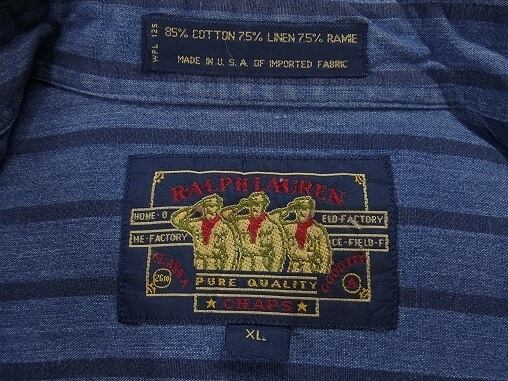 WPL 125
85% COTTON 7.5% LINEN 7.5% RAMIE
MADE IN U.S.A. OF IMPORTED FABRIC
RALPH LAUREN
HOME-O ELD-FACTORY
ME-FACTORY CE-FIELD-F
PURE QUALITY
★ CHAPS ★
XL